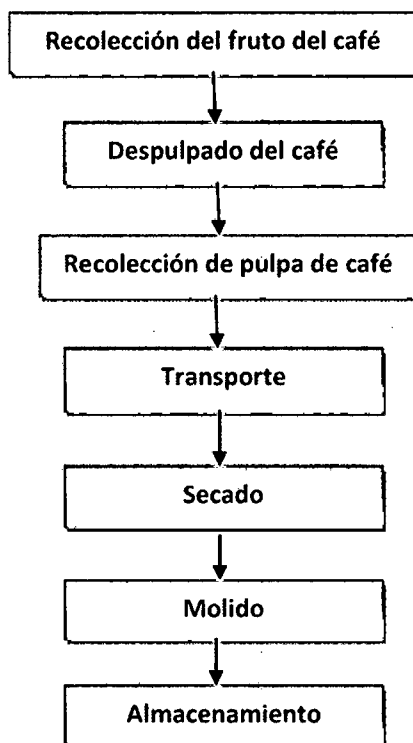 Recolección del fruto del café
Despulpado del café
Recolección de pulpa de café
Transporte
Secado
Molido
Almacenamiento